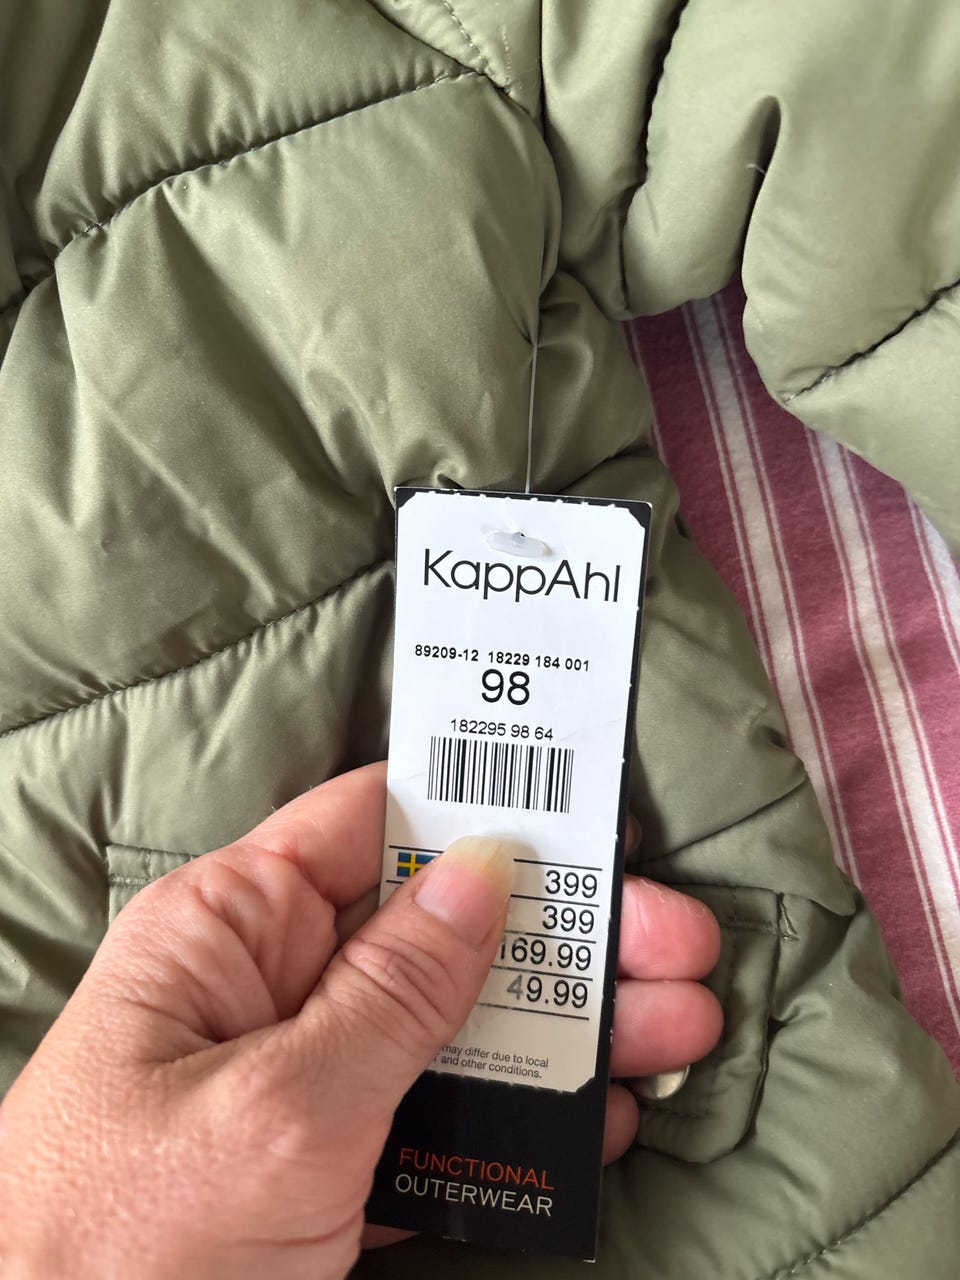 KappAhl
89209-12 18229 184 001
98
182295 98 64
399
399
169.99
49.99
may differ due to local
and other conditions.
FUNCTIONAL
OUTERWEAR